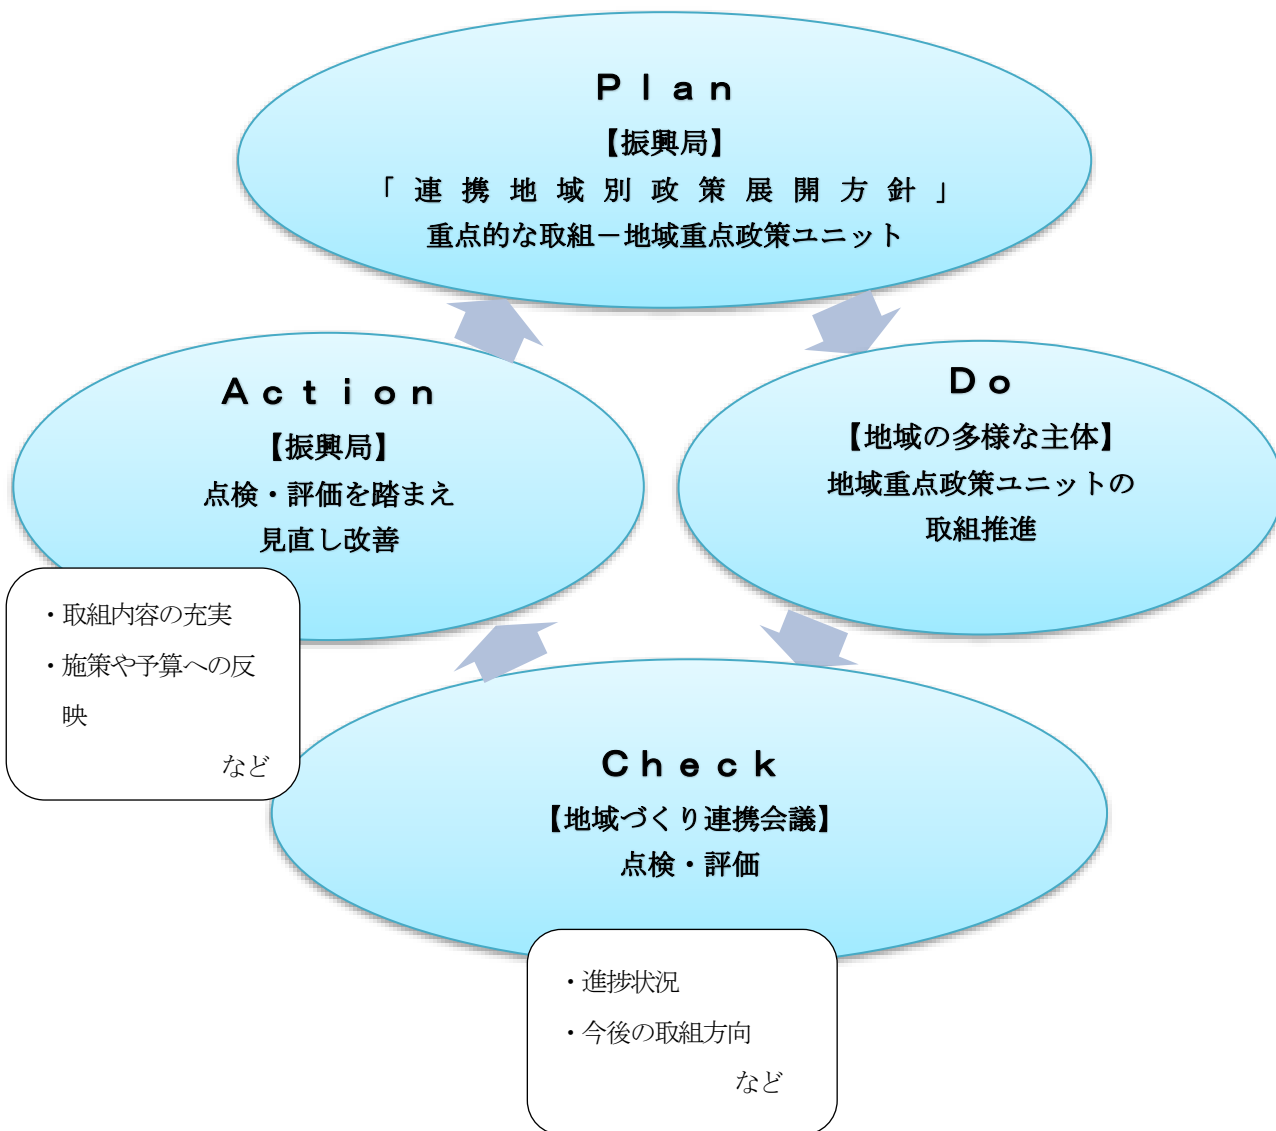 Ｐｌａｎ
【振興局】
「連携地域別政策展開方針」
重点的な取組－地域重点政策ユニット
Ａｃｔｉｏｎ
【振興局】
点検・評価を踏まえ
見直し改善
・取組内容の充実
・施策や予算への反
映
など
Ｄｏ
【地域の多様な主体】
地域重点政策ユニットの
取組推進
Ｃｈｅｃｋ
【地域づくり連携会議】
点検・評価
・進捗状況
・今後の取組方向
など